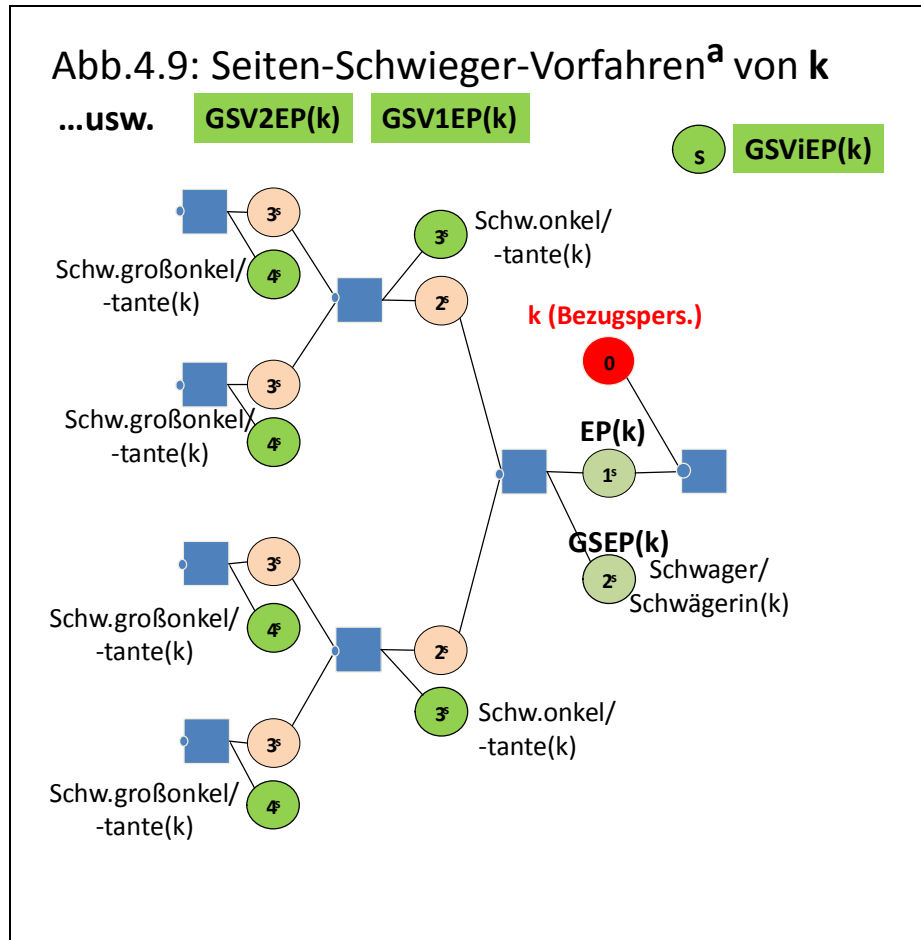 Abb.4.9: Seiten-Schwieger-Vorfahrenᵃ von k
...usw. GSV2EP(k) GSV1EP(k)
s GSViEP(k)
3ˢ
3ˢ
Schw.onkel/
-tante(k)
Schw.großonkel/
-tante(k)
4ˢ
2ˢ
k (Bezugspers.)
0
3ˢ
Schw.großonkel/
-tante(k)
4ˢ
EP(k)
1ˢ
GSEP(k)
2ˢ
Schwager/
Schwägerin(k)
3ˢ
Schw.großonkel/
-tante(k)
4ˢ
2ˢ
3ˢ
Schw.onkel/
-tante(k)
3ˢ
Schw.großonkel/
-tante(k)
4ˢ